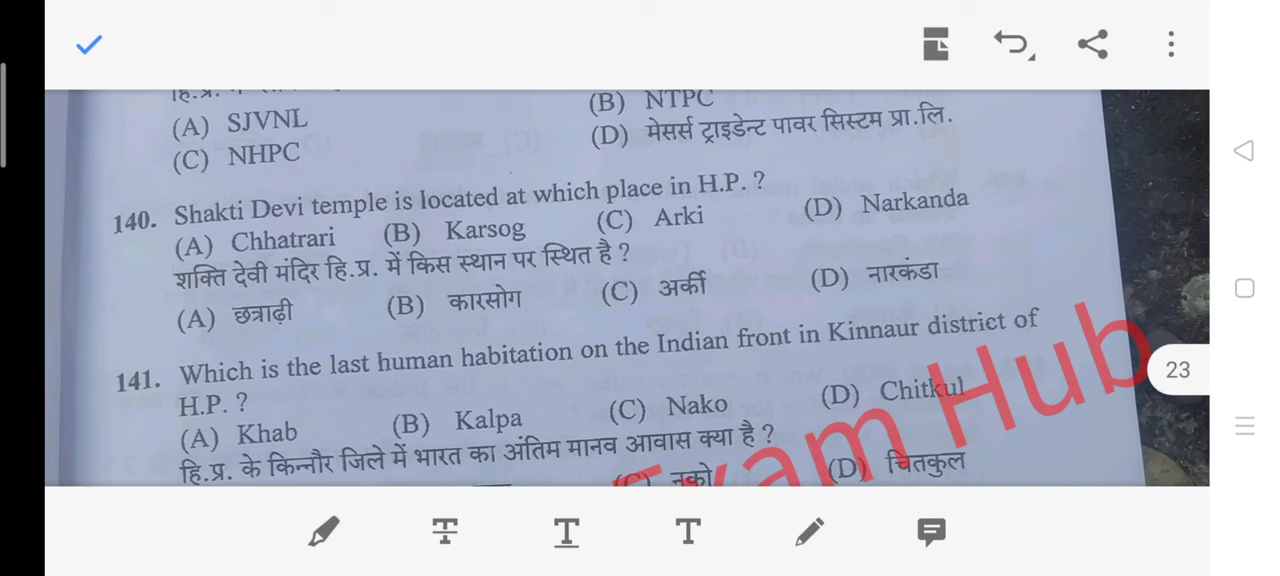 (A) SJVNL (B) NTPC
(C) NHPC (D) मेसर्स ट्राइडेन्ट पावर सिस्टम प्रा.लि.
140. Shakti Devi temple is located at which place in H.P. ?
(A) Chhatrari (B) Karsog (C) Arki (D) Narkanda
शक्ति देवी मंदिर हि.प्र. में किस स्थान पर स्थित है ?
(A) छत्राढ़ी (B) कारसोग (C) अर्की (D) नारकंडा
141. Which is the last human habitation on the Indian front in Kinnaur district of
H.P. ?
(A) Khab (B) Kalpa (C) Nako (D) Chitkul
हि.प्र. के किन्नौर जिले में भारत का अंतिम मानव आवास क्या है ?
(C) नको (D) चितकुल
Exam Hub
23